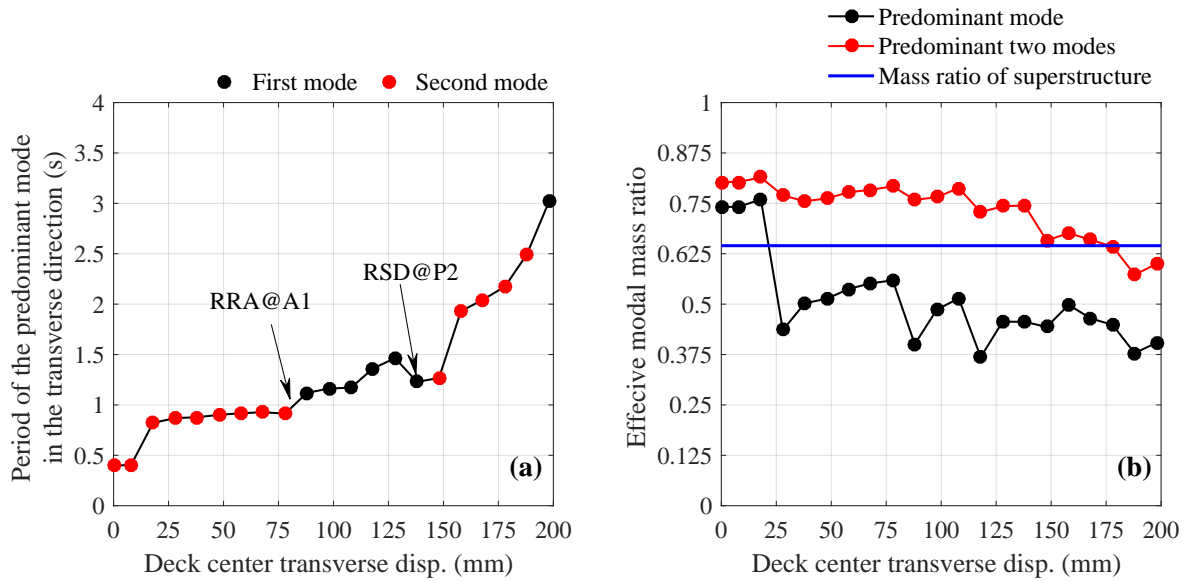 First mode Second mode
4
3.5
3
2.5
2
1.5
1
0.5
0
Period of the predominant mode
in the transverse direction (s)
RRA@A1
RSD@P2
(a)
0 25 50 75 100 125 150 175 200
Deck center transverse disp. (mm)
Predominant mode
Predominant two modes
Mass ratio of superstructure
1
0.875
0.75
0.625
0.5
0.375
0.25
0.125
0
Effecive modal mass ratio
(b)
0 25 50 75 100 125 150 175 200
Deck center transverse disp. (mm)